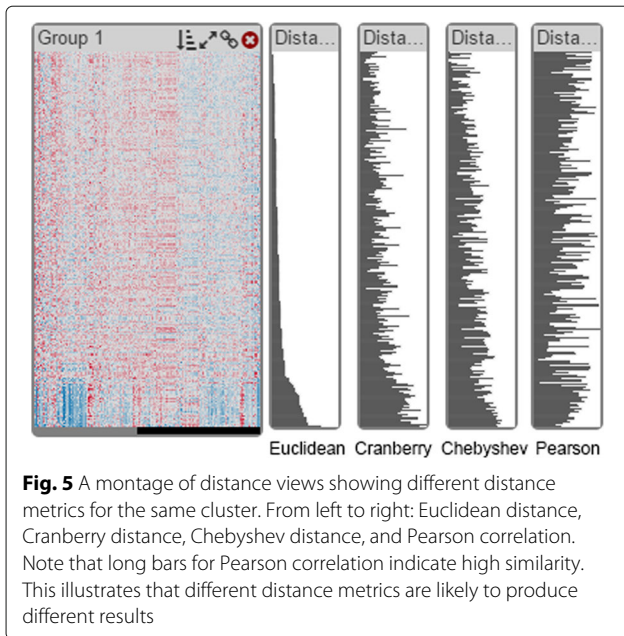 Group 1
Dista... Dista... Dista... Dista...
Euclidean Cranberry Chebyshev Pearson
Fig. 5 A montage of distance views showing different distance
metrics for the same cluster. From left to right: Euclidean distance,
Cranberry distance, Chebyshev distance, and Pearson correlation.
Note that long bars for Pearson correlation indicate high similarity.
This illustrates that different distance metrics are likely to produce
different results